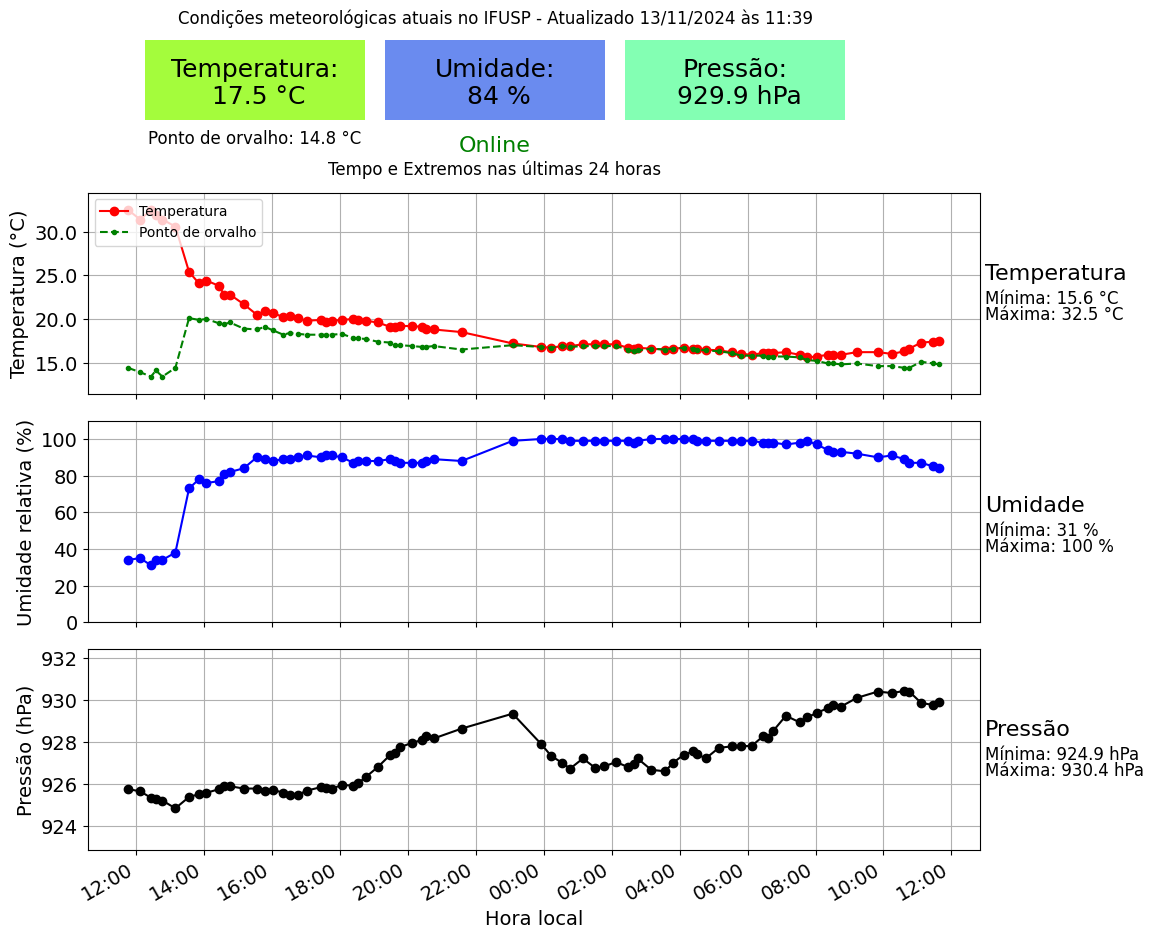 Condições meteorológicas atuais no IFUSP - Atualizado 13/11/2024 às 11:39
Temperatura:
17.5 °C
Umidade:
84 %
Pressão:
929.9 hPa
Ponto de orvalho: 14.8 °C
Online
Tempo e Extremos nas últimas 24 horas
Temperatura (°C)
30.0
25.0
20.0
15.0
Temperatura
Ponto de orvalho
Temperatura
Mínima: 15.6 °C
Máxima: 32.5 °C
Umidade relativa (%)
100
80
60
40
20
0
Umidade
Mínima: 31 %
Máxima: 100 %
Pressão (hPa)
932
930
928
926
924
Pressão
Mínima: 924.9 hPa
Máxima: 930.4 hPa
12:00 14:00 16:00 18:00 20:00 22:00 00:00 02:00 04:00 06:00 08:00 10:00 12:00
Hora local